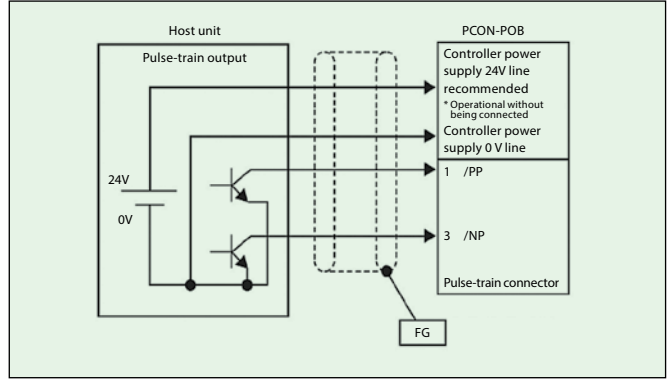 Host unit
PCON-POB
Pulse-train output
Controller power
supply 24V line
recommended
* Operational without
being connected
Controller power
supply 0 V line
1 /PP
24V
0V
3 /NP
Pulse-train connector
FG